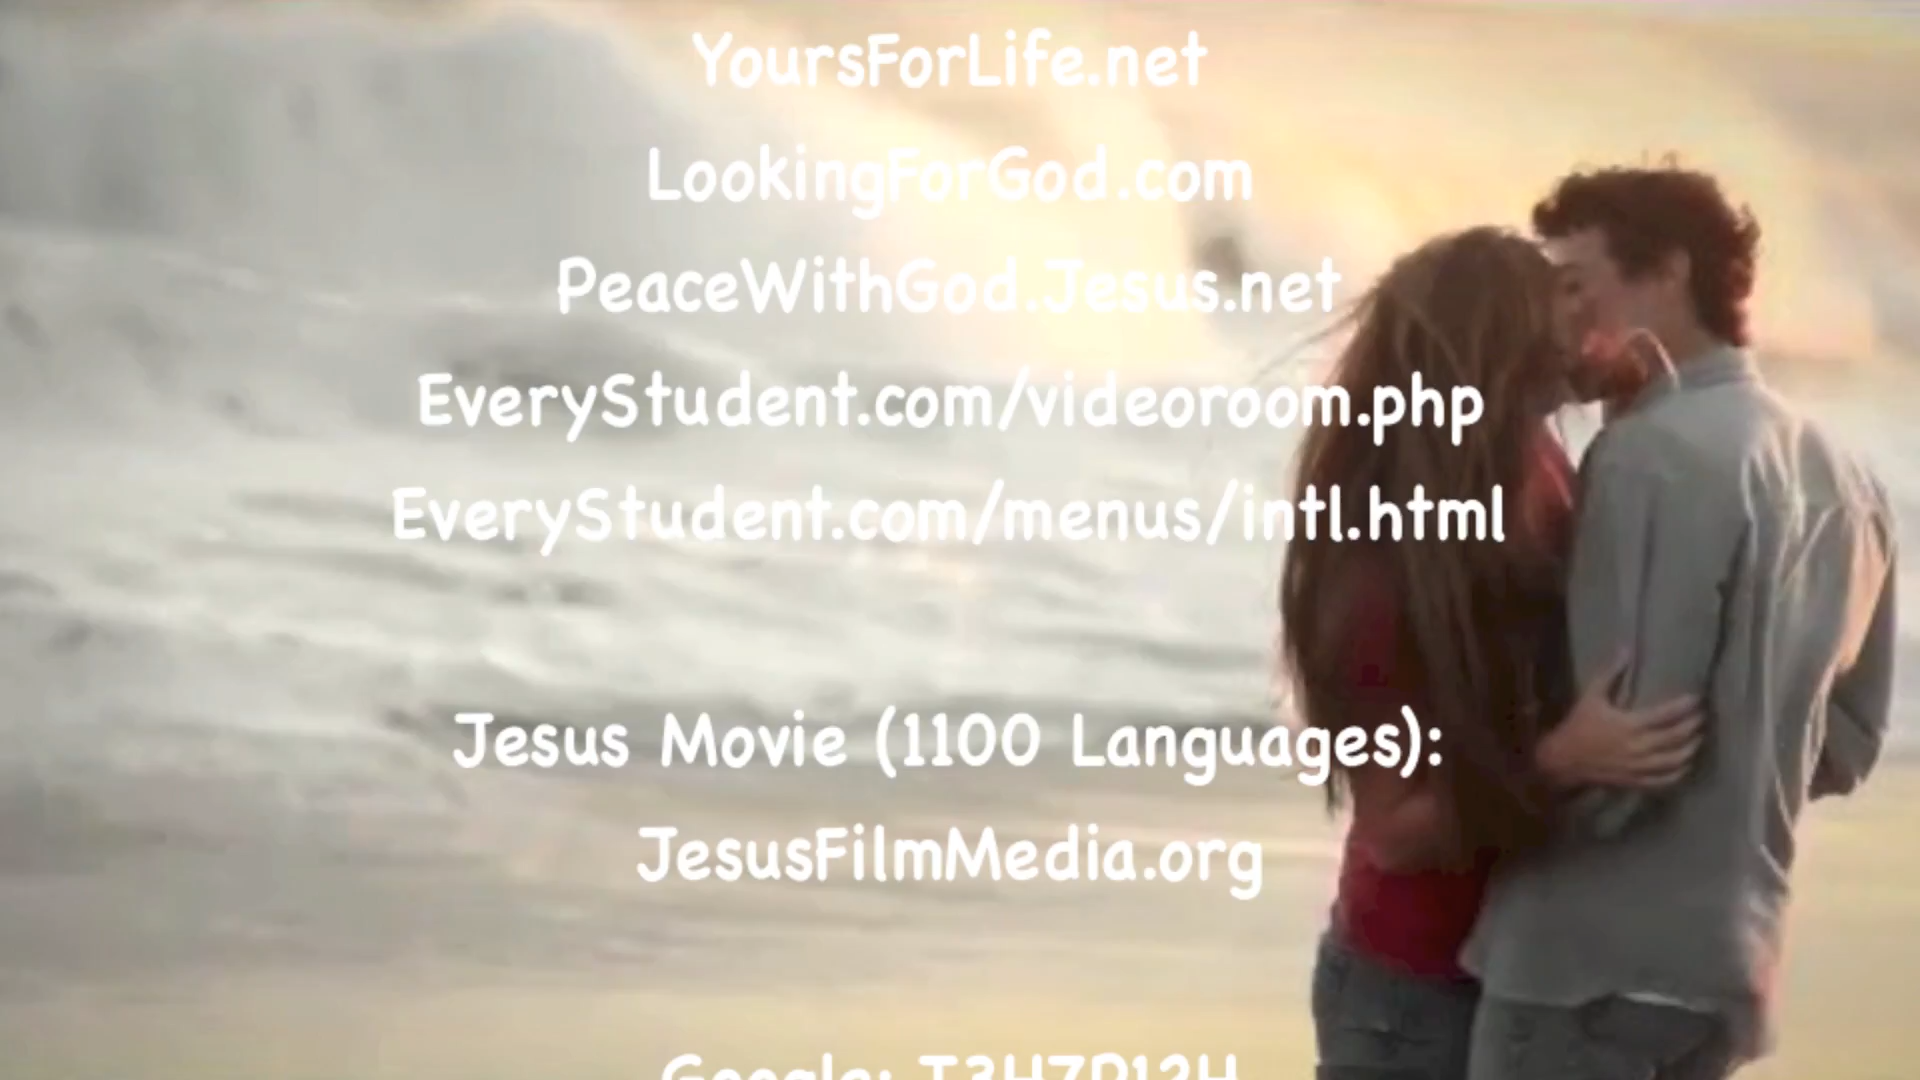 YoursForLife.net
LookingForGod.com
PeaceWithGod.Jesus.net
EveryStudent.com/videoroom.php
EveryStudent.com/menus/intl.html
Jesus Movie (1100 Languages):
JesusFilmMedia.org
Google: